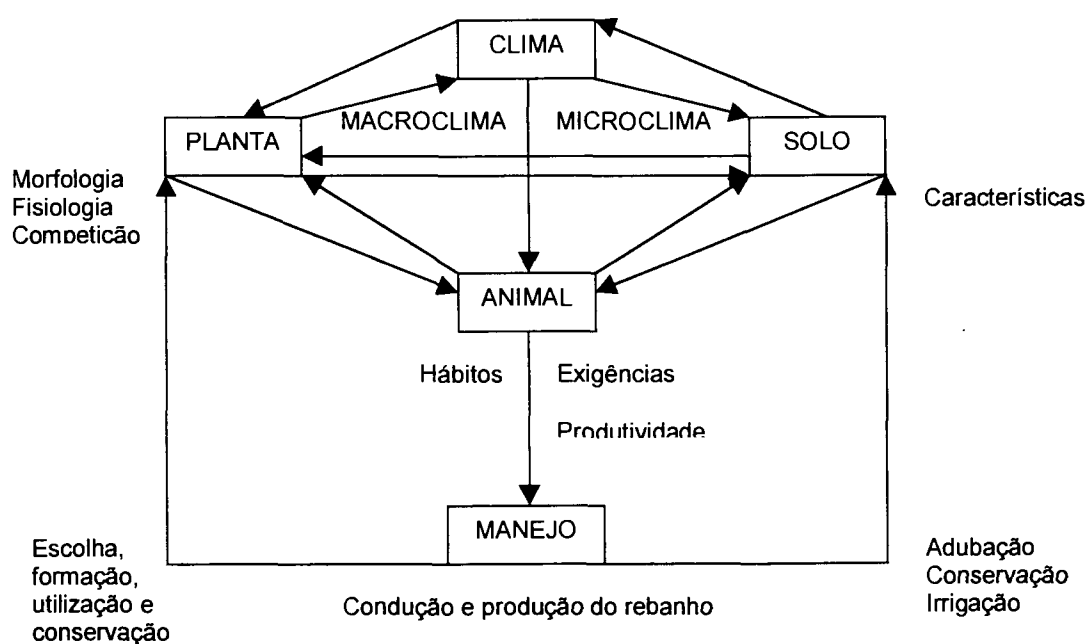 CLIMA
PLANTA
MACROCLIMA
MICROCLIMA
SOLO
Morfologia
Fisiologia
Competição
Características
ANIMAL
Hábitos
Exigências
Produtividade
MANEJO
Escolha,
formação,
utilização e
conservação
Condução e produção do rebanho
Adubação
Conservação
Irrigação